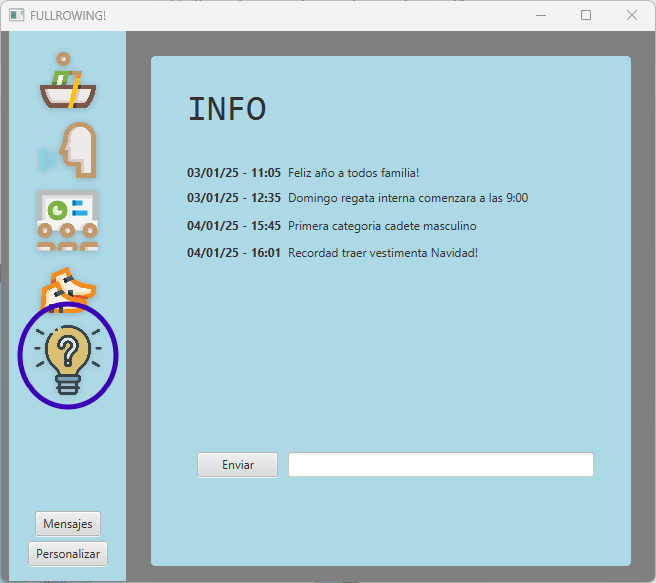 FULLROWING!
INFO
03/01/25 - 11:05 Feliz año a todos familia!
03/01/25 - 12:35 Domingo regata interna comenzara a las 9:00
04/01/25 - 15:45 Primera categoria cadete masculino
04/01/25 - 16:01 Recordad traer vestimenta Navidad!
Enviar
Mensajes
Personalizar